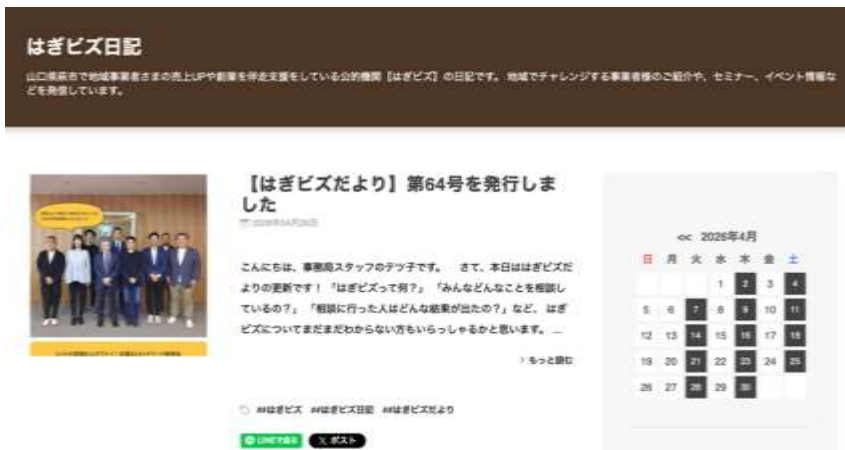 はぎビズ日記
山口県萩市で地域事業者さまの売上UPや創業を伴走支援をしている公的機関【はぎビズ】の日記です。 地域でチャレンジする事業者様のご紹介や、セミナー、イベント情報な
どを発信しています。
【はぎビズだより】第64号を発行しま
した
こんにちは、事務局スタッフのテツ子です。 さて、本日ははぎビズだ
よりの更新です！「はぎビズって何？」「みんなどんなことを相談し
ているの？」「相談に行った人はどんな結果が出たの？」など、 はぎ
ビズについてまだまだわからない方もいらっしゃるかと思います。 ...
もっと読む
##はぎビズ ##はぎビズ日記 ##はぎビズだより
LINEで送る ポスト
<< 2026年4月
日 月 火 水 木 金 土
1 2 3 4
5 6 7 8 9 10 11
12 13 14 15 16 17 18
19 20 21 22 23 24 25
26 27 28 29 30